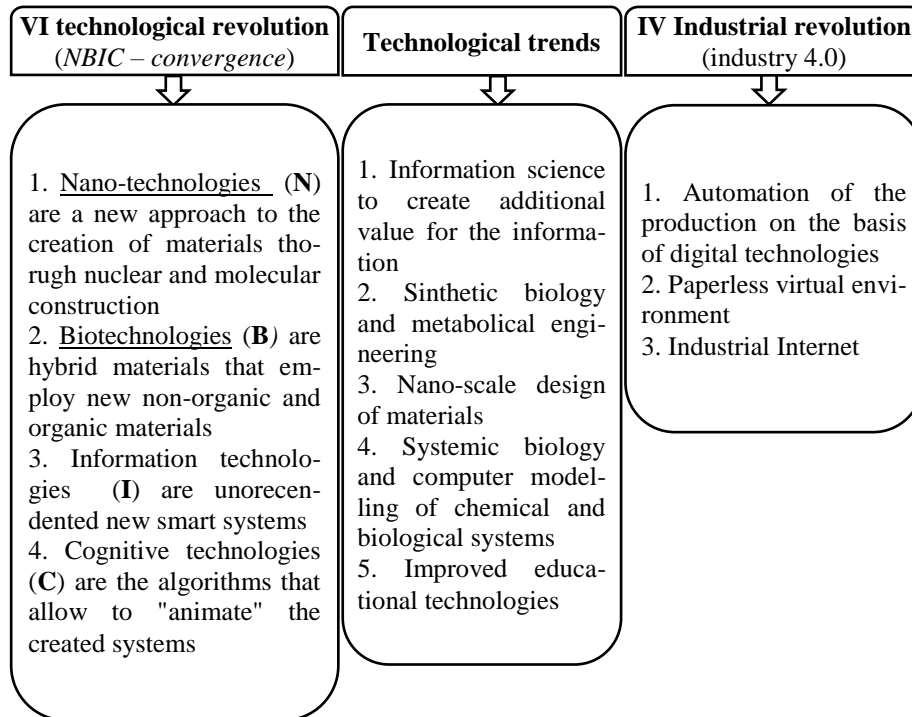 VI technological revolution
(NBIC – convergence)
1. Nano-technologies (N)
are a new approach to the
creation of materials tho-
rugh nuclear and molecular
construction
2. Biotechnologies (B) are
hybrid materials that em-
ploy new non-organic and
organic materials
3. Information technolo-
gies (I) are unorecen-
dented new smart systems
4. Cognitive technologies
(C) are the algorithms that
allow to "animate" the
created systems
Technological trends
1. Information science
to create additional
value for the informa-
tion
2. Sinthetic biology
and metabolical engi-
neering
3. Nano-scale design
of materials
4. Systemic biology
and computer model-
ling of chemical and
biological systems
5. Improved educa-
tional technologies
IV Industrial revolution
(industry 4.0)
1. Automation of the
production on the basis
of digital technologies
2. Paperless virtual envi-
ronment
3. Industrial Internet